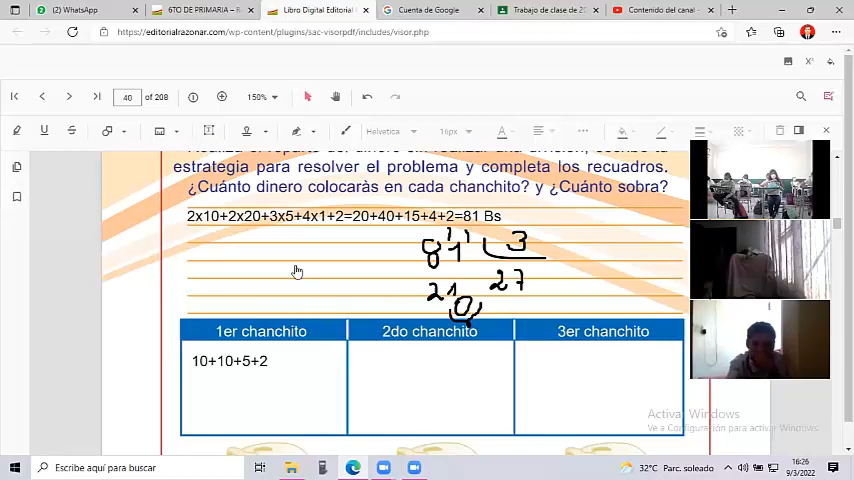 (2) WhatsApp
6TO DE PRIMARIA – R
Libro Digital Editorial
Cuenta de Google
Trabajo de clase de 20
Contenido del canal -
https://editorialrazonar.com/wp-content/plugins/sac-visorpdf/includes/visor.php
40 of 208
150%
Helvetica
16px
estrategia para resolver el problema y completa los recuadros.
¿Cuánto dinero colocaràs en cada chanchito? y ¿Cuánto sobra?
2x10+2x20+3x5+4x1+2=20+40+15+4+2=81 Bs
81 3
21 27
0
1er chanchito 2do chanchito 3er chanchito
10+10+5+2
Activar Windows
Ve a Configuración para activar Windows.
Escribe aquí para buscar
32°C Parc. soleado
16:26
9/3/2022